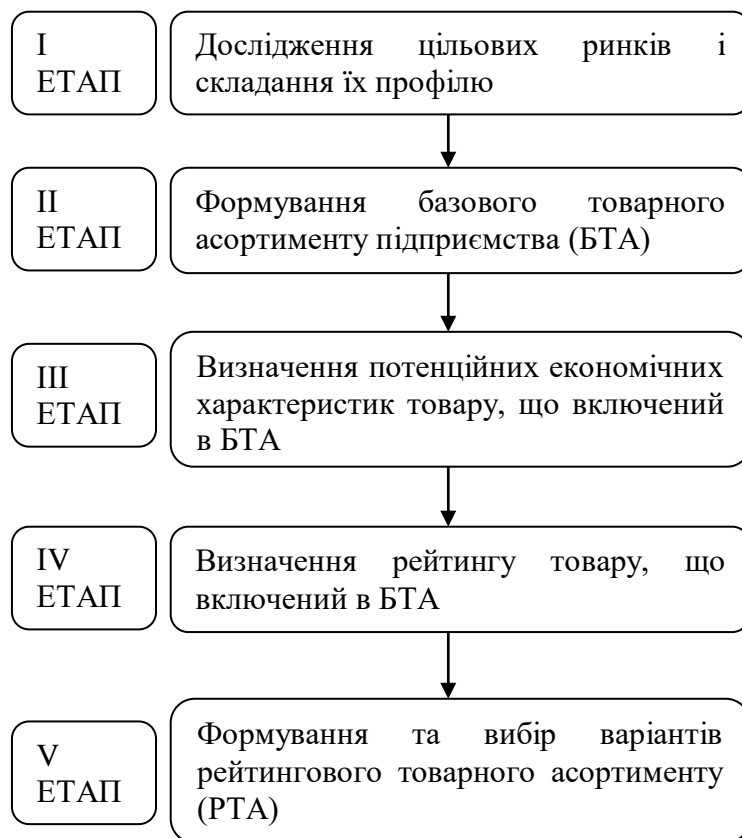 I
ЕТАП
Дослідження цільових ринків і
складання їх профілю
II
ЕТАП
Формування базового товарного
асортименту підприємства (БТА)
III
ЕТАП
Визначення потенційних економічних
характеристик товару, що включений
в БТА
IV
ЕТАП
Визначення рейтингу товару, що
включений в БТА
V
ЕТАП
Формування та вибір варіантів
рейтингового товарного асортименту
(РТА)